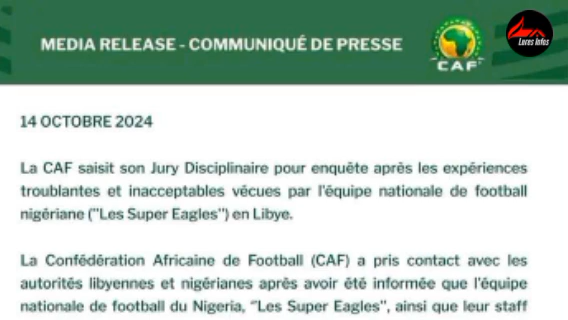 MEDIA RELEASE - COMMUNIQUÉ DE PRESSE
CAF
Leres Infos
14 OCTOBRE 2024
La CAF saisit son Jury Disciplinaire pour enquête après les expériences
troublantes et inacceptables vécues par l'équipe nationale de football
nigériane ("Les Super Eagles") en Libye.
La Confédération Africaine de Football (CAF) a pris contact avec les
autorités libyennes et nigérianes après avoir été informée que l'équipe
nationale de football du Nigeria, "Les Super Eagles", ainsi que leur staff